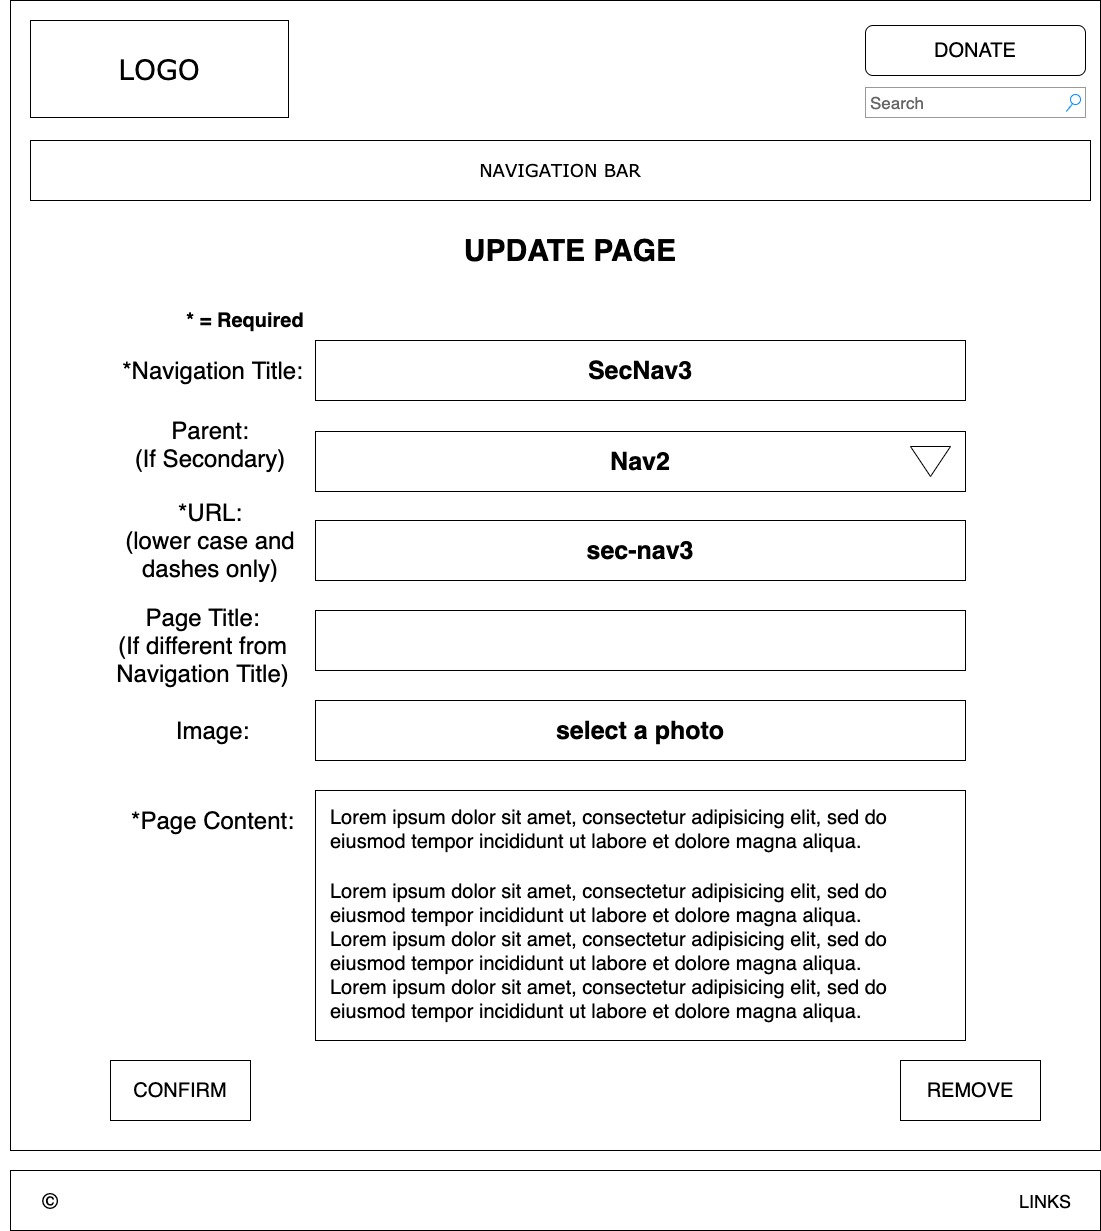 LOGO
DONATE
Search
NAVIGATION BAR
UPDATE PAGE
* = Required
*Navigation Title:
SecNav3
Parent:
(If Secondary)
Nav2
*URL:
(lower case and
dashes only)
sec-nav3
Page Title:
(If different from
Navigation Title)
Image:
select a photo
*Page Content:
Lorem ipsum dolor sit amet, consectetur adipisicing elit, sed do
eiusmod tempor incididunt ut labore et dolore magna aliqua.
Lorem ipsum dolor sit amet, consectetur adipisicing elit, sed do
eiusmod tempor incididunt ut labore et dolore magna aliqua.
Lorem ipsum dolor sit amet, consectetur adipisicing elit, sed do
eiusmod tempor incididunt ut labore et dolore magna aliqua.
Lorem ipsum dolor sit amet, consectetur adipisicing elit, sed do
eiusmod tempor incididunt ut labore et dolore magna aliqua.
CONFIRM
REMOVE
©
LINKS